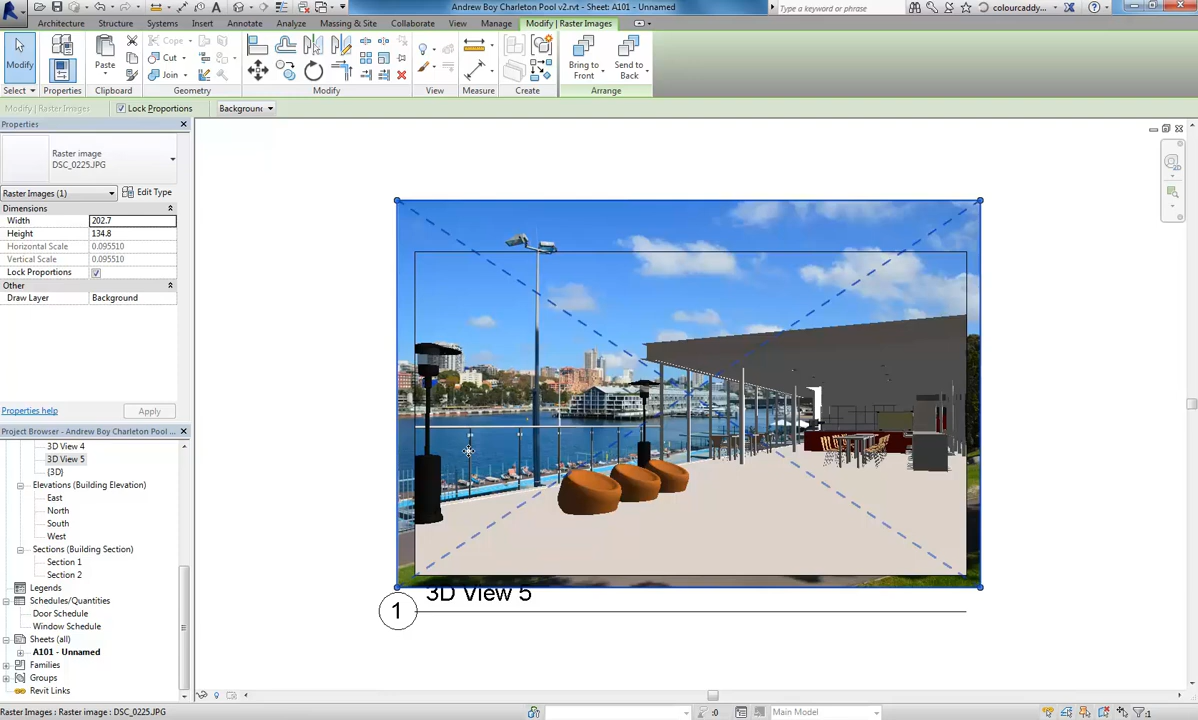 Andrew Boy Charleton Pool v2.rvt - Sheet: A101 - Unnamed
Type a keyword or phrase
colourcaddy...
Architecture Structure Systems Insert Annotate Analyze Massing & Site Collaborate View Manage Modify | Raster Images
Modify
Paste
Cope
Cut
Join
Bring to Front
Send to Back
Select Properties Clipboard Geometry Modify View Measure Create Arrange
Modify | Raster Images
Lock Proportions
Background
Properties
Raster image
DSC_0225.JPG
Raster Images (1)
Edit Type
Dimensions
Width 202.7
Height 134.8
Horizontal Scale 0.095510
Vertical Scale 0.095510
Lock Proportions
Other
Draw Layer Background
Properties help
Apply
Project Browser - Andrew Boy Charleton Pool ...
3D View 4
3D View 5
{3D}
Elevations (Building Elevation)
East
North
South
West
Sections (Building Section)
Section 1
Section 2
Legends
Schedules/Quantities
Door Schedule
Window Schedule
Sheets (all)
A101 - Unnamed
Families
Groups
Revit Links
1
3D View 5
Raster Images : Raster image : DSC_0225.JPG
:0
Main Model
:1